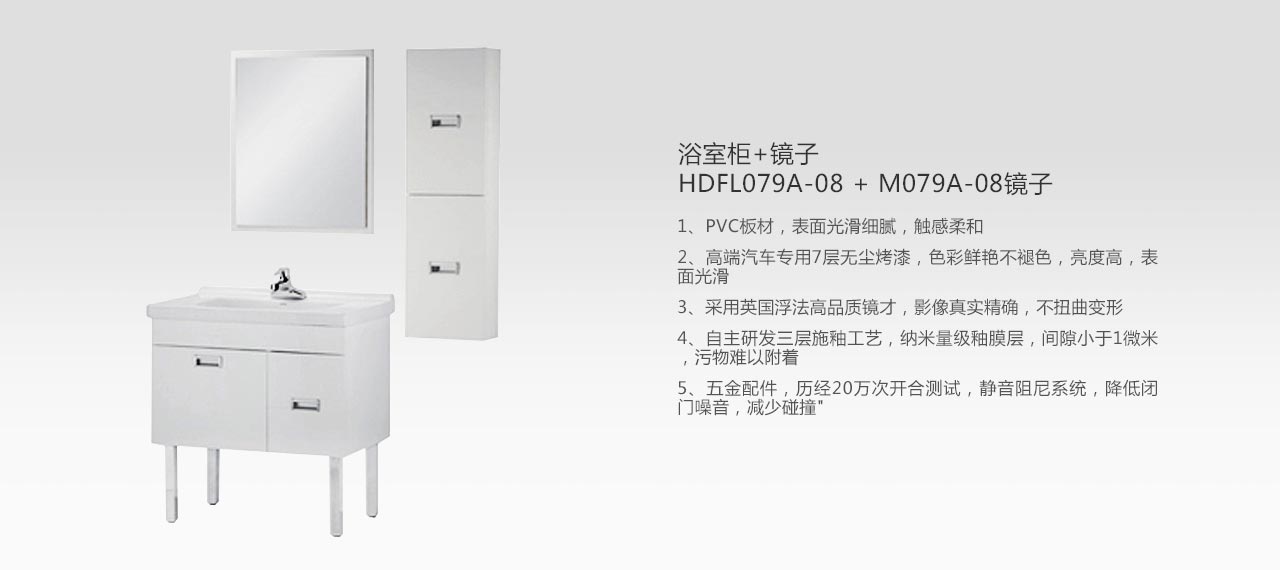 浴室柜+镜子
HDFL079A-08 + M079A-08镜子
1、PVC板材，表面光滑细腻，触感柔和
2、高端汽车专用7层无尘烤漆，色彩鲜艳不褪色，亮度高，表
面光滑
3、采用英国浮法高品质镜才，影像真实精确，不扭曲变形
4、自主研发三层施釉工艺，纳米量级釉膜层，间隙小于1微米
，污物难以附着
5、五金配件，历经20万次开合测试，静音阻尼系统，降低闭
门噪音，减少碰撞"